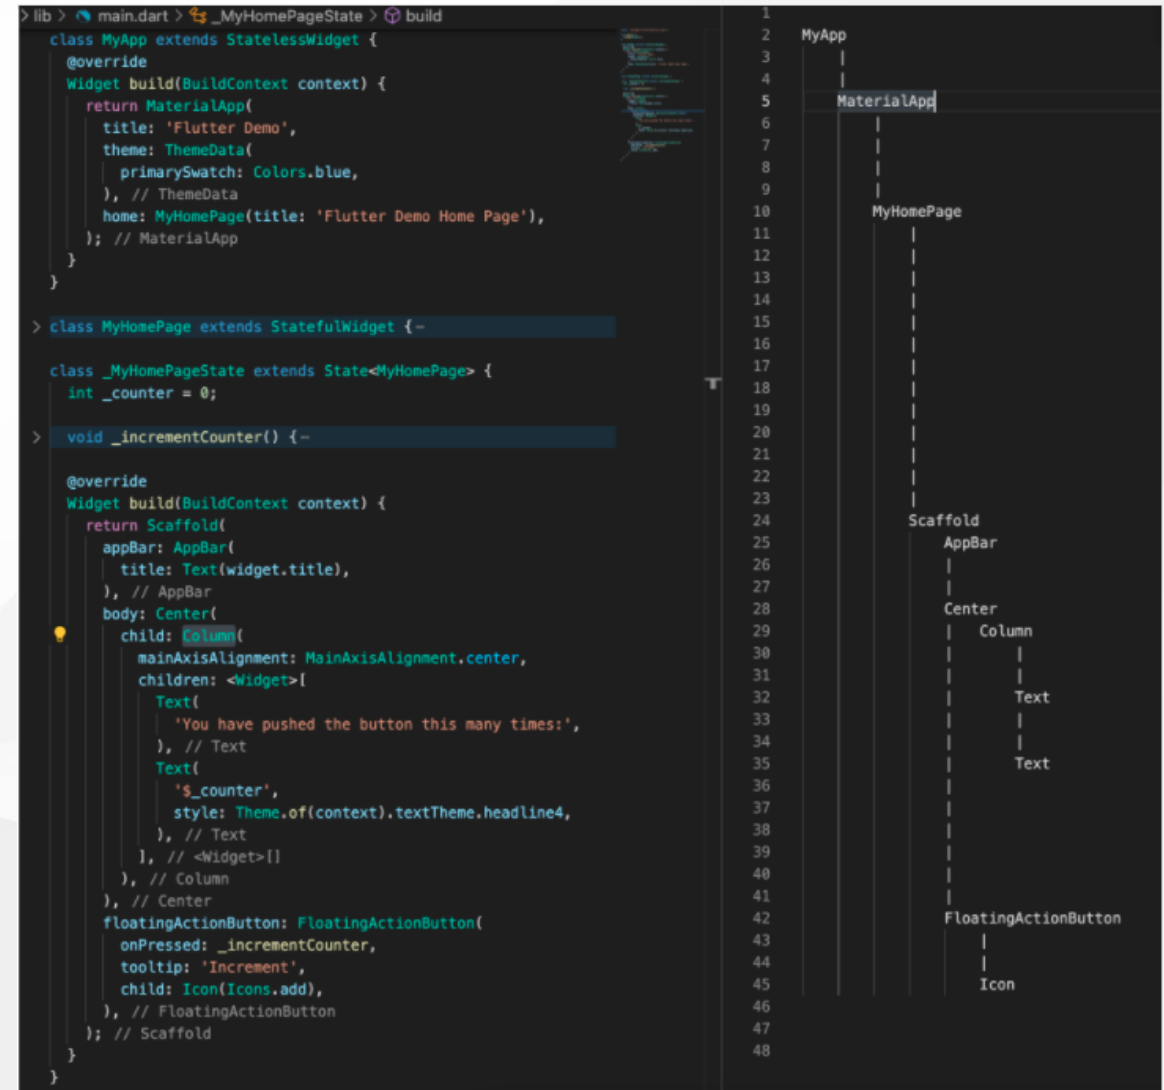 > lib > main.dart > _MyHomePageState > build
class MyApp extends StatelessWidget {
@override
Widget build(BuildContext context) {
return MaterialApp(
title: 'Flutter Demo',
theme: ThemeData(
primarySwatch: Colors.blue,
), // ThemeData
home: MyHomePage(title: 'Flutter Demo Home Page'),
); // MaterialApp
}
}
> class MyHomePage extends StatefulWidget {⋯
class _MyHomePageState extends State<MyHomePage> {
int _counter = 0;
> void _incrementCounter() {⋯
@override
Widget build(BuildContext context) {
return Scaffold(
appBar: AppBar(
title: Text(widget.title),
), // AppBar
body: Center(
child: Column(
mainAxisAlignment: MainAxisAlignment.center,
children: <Widget>[
Text(
'You have pushed the button this many times:',
), // Text
Text(
'$_counter',
style: Theme.of(context).textTheme.headline4,
), // Text
], // <Widget>[]
), // Column
), // Center
floatingActionButton: FloatingActionButton(
onPressed: _incrementCounter,
tooltip: 'Increment',
child: Icon(Icons.add),
), // FloatingActionButton
); // Scaffold
}
}
1
2 MyApp
3 |
4 |
5 MaterialApp
6 |
7 |
8 |
9 |
10 MyHomePage
11 |
12 |
13 |
14 |
15 |
16 |
17 |
18 |
19 |
20 |
21 |
22 |
23 |
24 Scaffold
25 AppBar
26 |
27 |
28 Center
29 | Column
30 | |
31 | |
32 | Text
33 | |
34 | |
35 | Text
36 |
37 |
38 |
39 |
40 |
41 |
42 FloatingActionButton
43 |
44 |
45 Icon
46
47
48